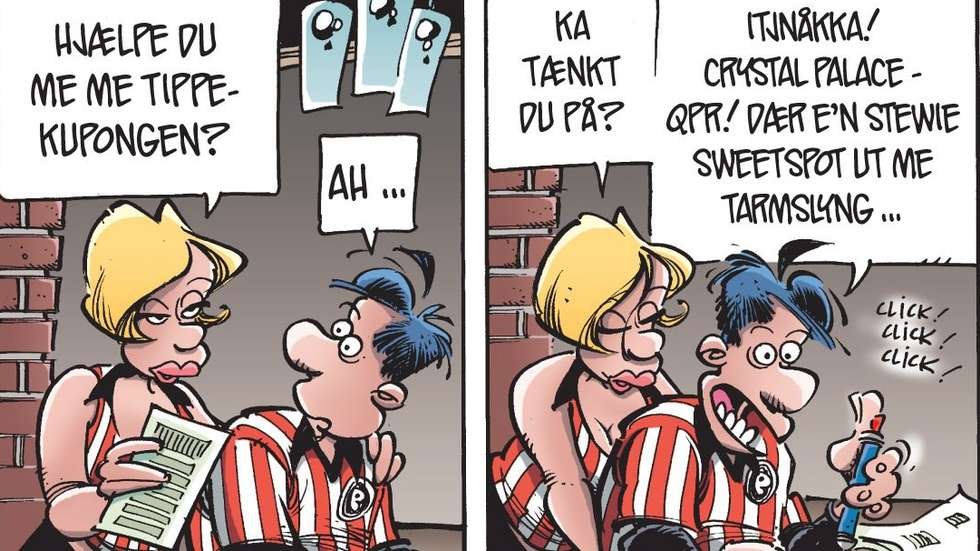 HJÆLPE DU
ME ME TIPPE-
KUPONGEN?
AH ...
KA
TÆNKT
DU PÅ?
ITJNÅKKA!
CRYSTAL PALACE -
QPR! DÆR E'N STEWIE
SWEETSPOT UT ME
TARMSLYNG ...
CLICK!
CLICK!
CLICK!